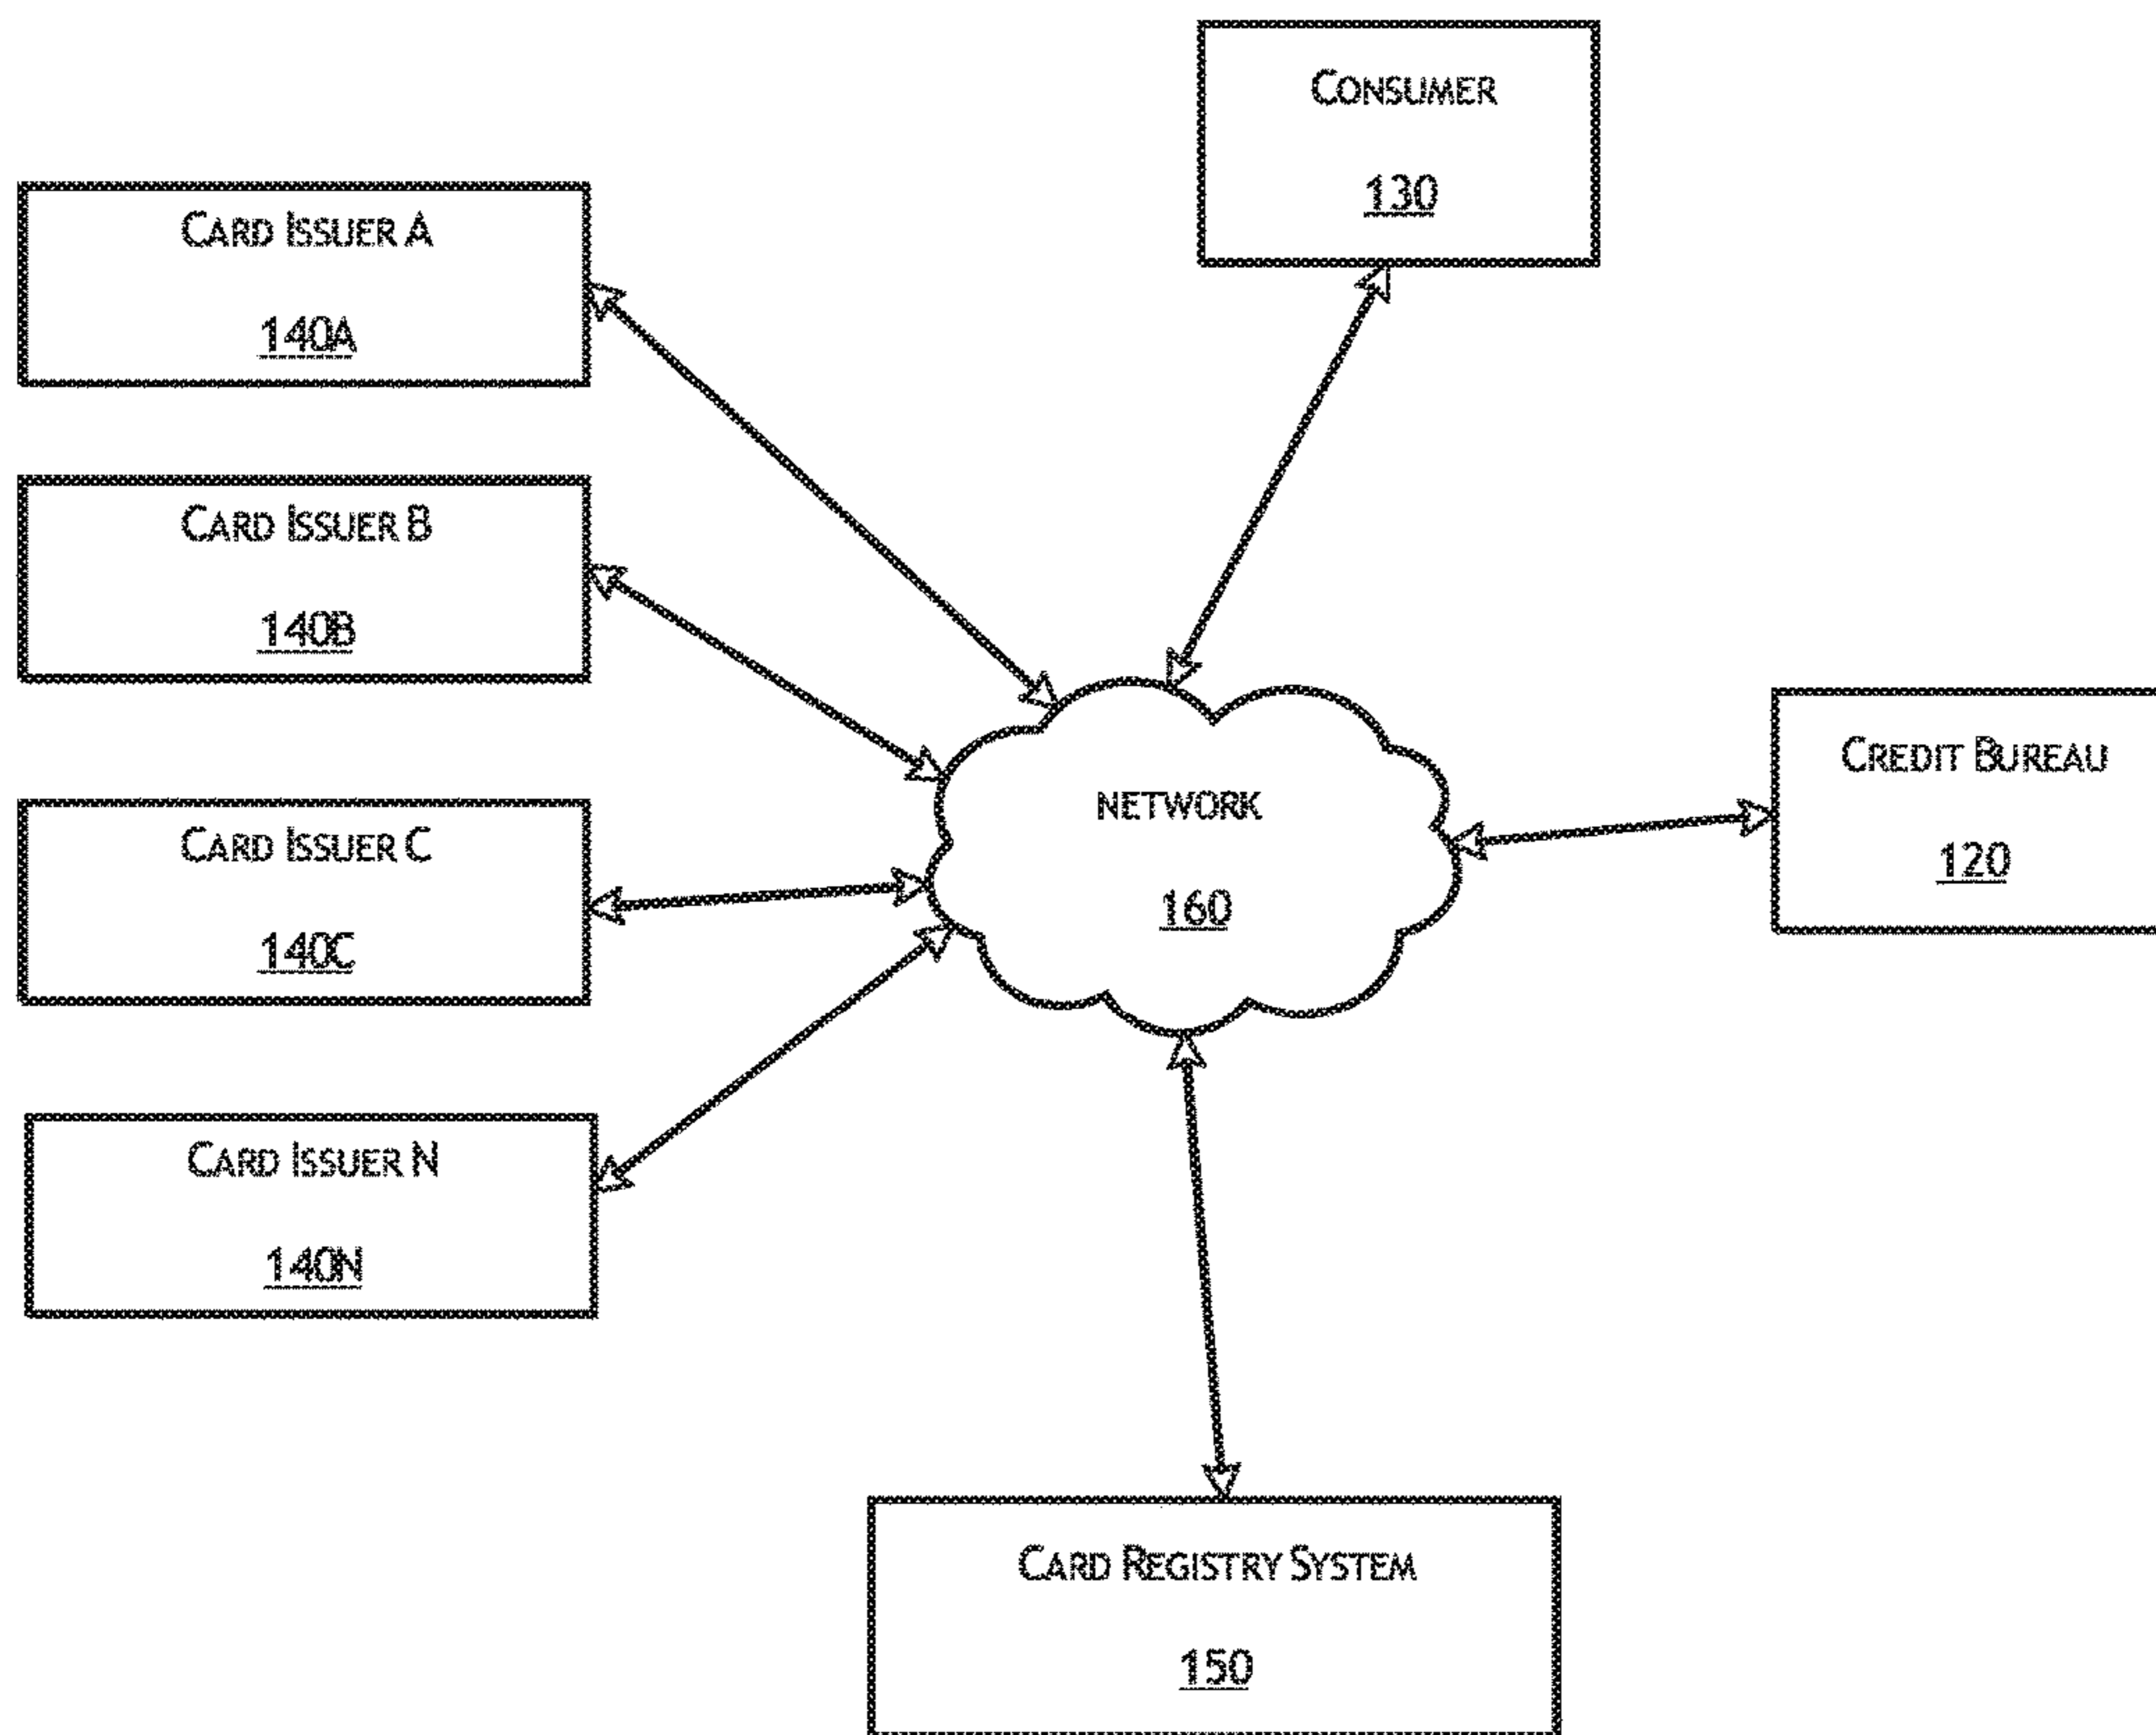 CONSUMER
130
CARD ISSUER A
140A
CARD ISSUER B
140B
CARD ISSUER C
140C
CARD ISSUER N
140N
NETWORK
160
CREDIT BUREAU
120
CARD REGISTRY SYSTEM
150